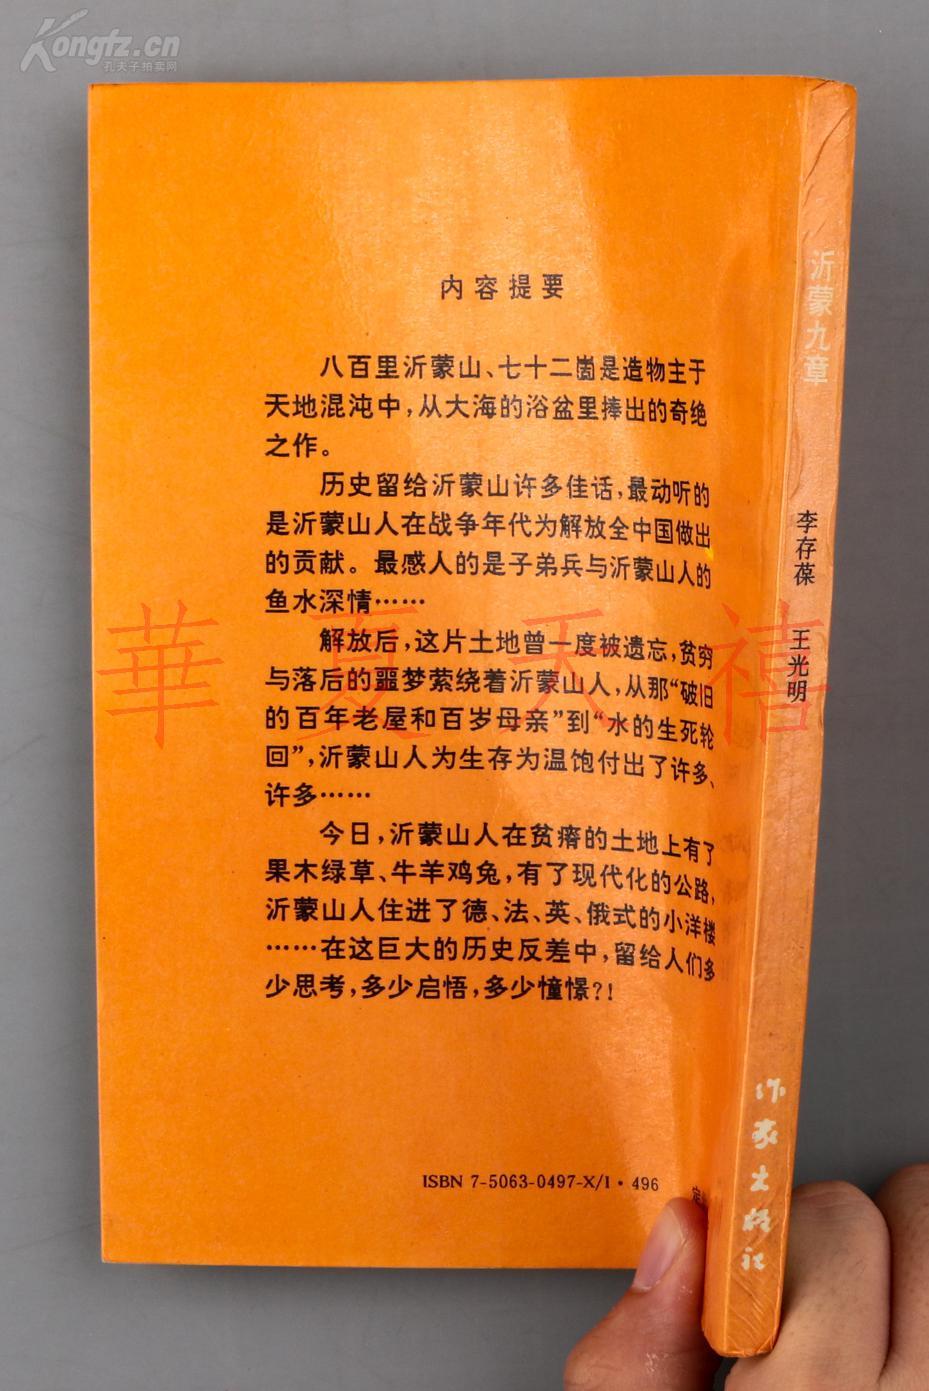 Kongfz.cn
孔夫子拍卖网
内容提要
八百里沂蒙山、七十二崮是造物主于
天地混沌中，从大海的浴盆里捧出的奇绝
之作。
历史留给沂蒙山许多佳话，最动听的
是沂蒙山人在战争年代为解放全中国做出
的贡献。最感人的是子弟兵与沂蒙山人的
鱼水深情……
解放后，这片土地曾一度被遗忘，贫穷
与落后的噩梦萦绕着沂蒙山人，从那“破旧
的百年老屋和百岁母亲”到“水的生死轮
回”，沂蒙山人为生存为温饱付出了许多、
许多……
今日，沂蒙山人在贫瘠的土地上有了
果木绿草、牛羊鸡兔，有了现代化的公路，
沂蒙山人住进了德、法、英、俄式的小洋楼
……在这巨大的历史反差中，留给人们多
少思考，多少启悟，多少憧憬？！
ISBN 7-5063-0497-X/I·496
定
沂蒙九章
李存葆 王光明
作家出版社
華夏天禧